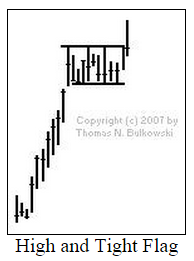 Copyright (c) 2007 by
Thomas N. Bulkowski
High and Tight Flag